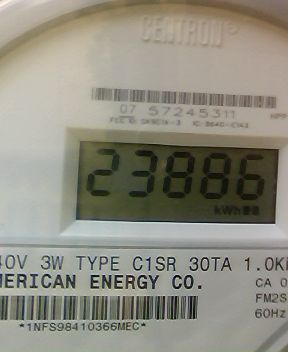 CENTRON®
07 57245311
23886
kWh
40V 3W TYPE C1SR 30TA 1.0K
MERICAN ENERGY CO.
CA 0
FM2S
60Hz
*1NFS98410366MEC*